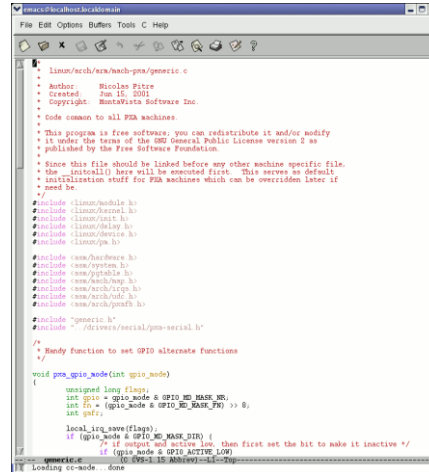 emacs@localhost.localdomain
File Edit Options Buffers Tools C Help
/*
 *  linux/arch/arm/mach-pxa/generic.c
 *
 *  Author:     Nicolas Pitre
 *  Created:    Jun 15, 2001
 *  Copyright:  MontaVista Software Inc.
 *
 * Code common to all PXA machines.
 *
 * This program is free software; you can redistribute it and/or modify
 * it under the terms of the GNU General Public License version 2 as
 * published by the Free Software Foundation.
 *
 * Since this file should be linked before any other machine specific file,
 * the __initcall() here will be executed first.  This serves as default
 * initialization stuff for PXA machines which can be overridden later if
 * need be.
 */
#include <linux/module.h>
#include <linux/kernel.h>
#include <linux/init.h>
#include <linux/delay.h>
#include <linux/device.h>
#include <linux/pm.h>
#include <asm/hardware.h>
#include <asm/system.h>
#include <asm/pgtable.h>
#include <asm/mach/map.h>
#include <asm/arch/irqs.h>
#include <asm/arch/udc.h>
#include <asm/arch/pxafb.h>
#include "generic.h"
#include "../drivers/serial/pxa-serial.h"
/*
 * Handy function to set GPIO alternate functions
 */
void pxa_gpio_mode(int gpio_mode)
{
        unsigned long flags;
        int gpio = gpio_mode & GPIO_MD_MASK_NR;
        int fn = (gpio_mode & GPIO_MD_MASK_FN) >> 8;
        int gafr;
        local_irq_save(flags);
        if (gpio_mode & GPIO_MD_MASK_DIR) {
                /* if output and active low, then first set the bit to make it inactive */
                if (gpio_mode & GPIO_ACTIVE_LOW)
-- generic.c (C CVS-1.15 Abbrev)--L1--Top--
Loading cc-mode...done